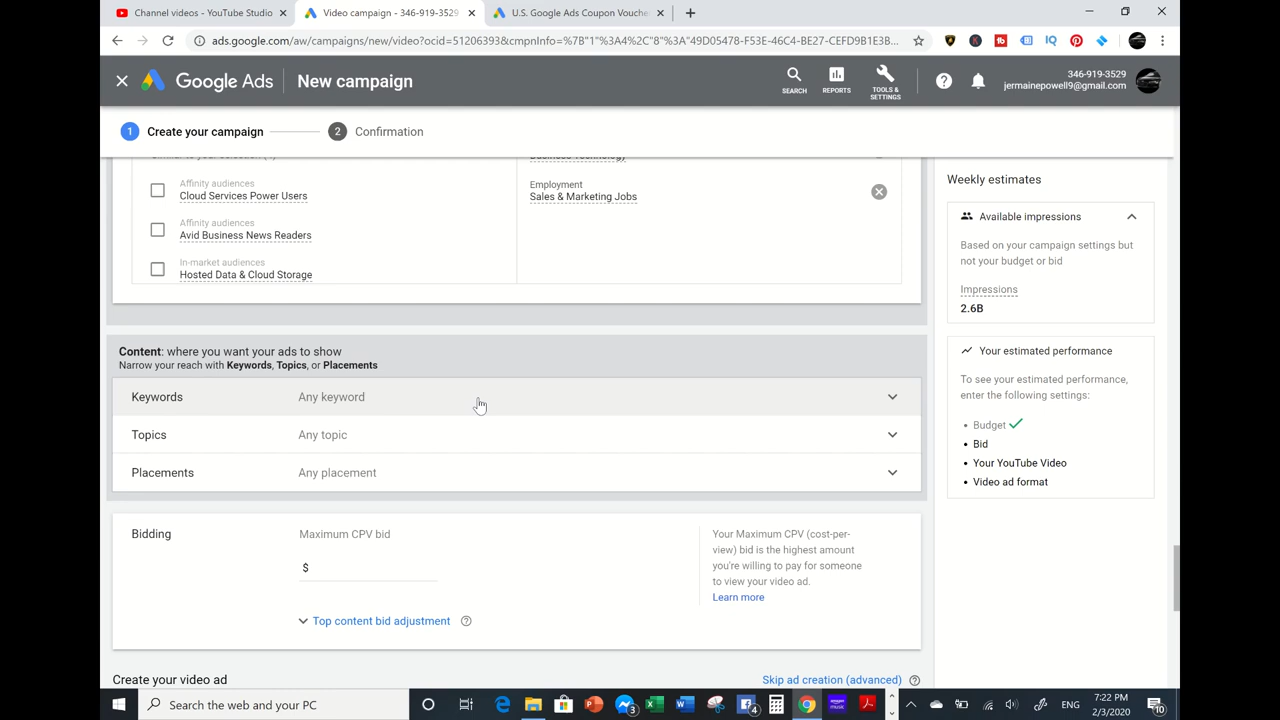 Channel videos - YouTube Studio
Video campaign - 346-919-3529
U.S. Google Ads Coupon Vouche
ads.google.com/aw/campaigns/new/video?ocid=51206393&cmpnInfo=%7B"1"%3A4%2C"8"%3A"49D05478-F53E-46C4-BE27-CEFD9B1E3B...
Google Ads
New campaign
SEARCH
REPORTS
TOOLS &
SETTINGS
346-919-3529
jermainepowell9@gmail.com
1 Create your campaign
2 Confirmation
Affinity audiences
Cloud Services Power Users
Affinity audiences
Avid Business News Readers
In-market audiences
Hosted Data & Cloud Storage
Business Technology
Employment
Sales & Marketing Jobs
Content: where you want your ads to show
Narrow your reach with Keywords, Topics, or Placements
Keywords Any keyword
Topics Any topic
Placements Any placement
Bidding
Maximum CPV bid
$
Top content bid adjustment
Your Maximum CPV (cost-per-
view) bid is the highest amount
you're willing to pay for someone
to view your video ad.
Learn more
Create your video ad
Skip ad creation (advanced)
Weekly estimates
Available impressions
Based on your campaign settings but
not your budget or bid
Impressions
2.6B
Your estimated performance
To see your estimated performance,
enter the following settings:
• Budget
• Bid
• Your YouTube Video
• Video ad format
Search the web and your PC
3
4
amazon
music
ENG
7:22 PM
2/3/2020
10